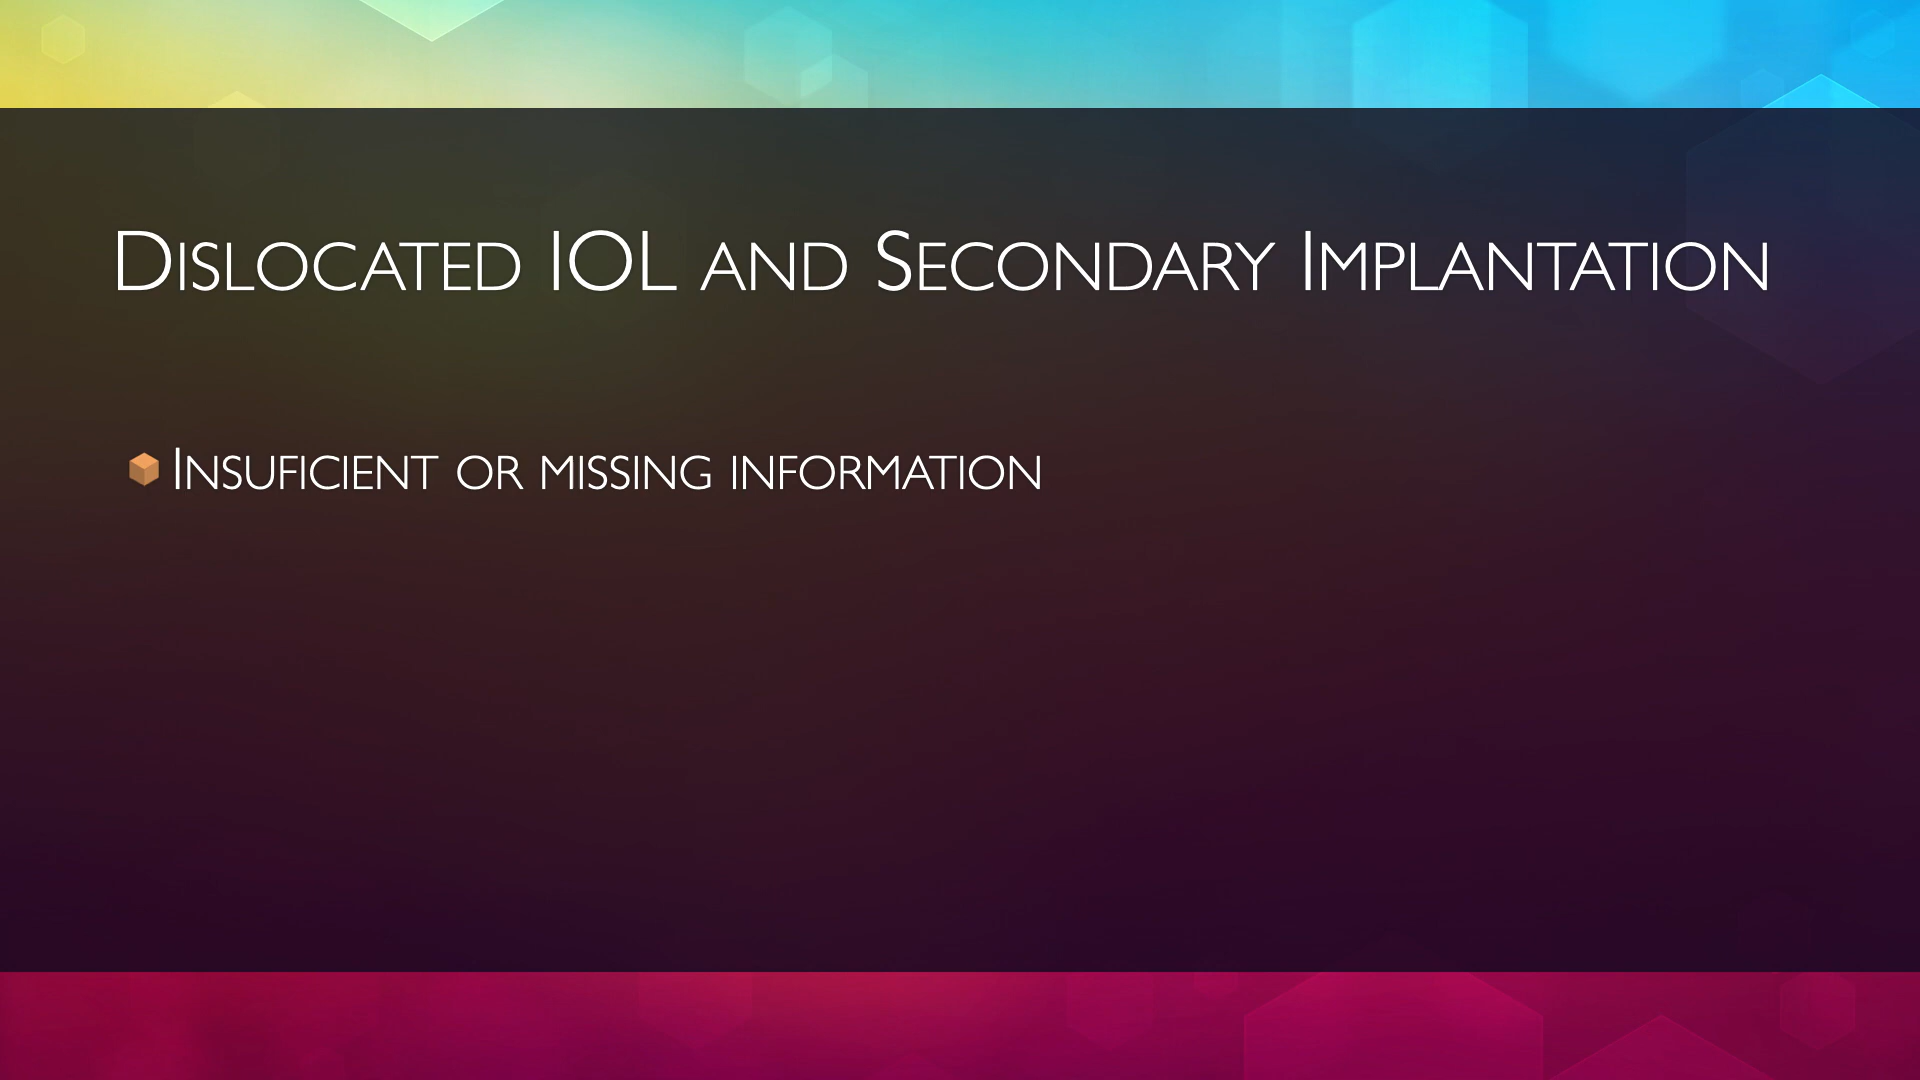 Dislocated IOL and Secondary Implantation
Insuficient or missing information